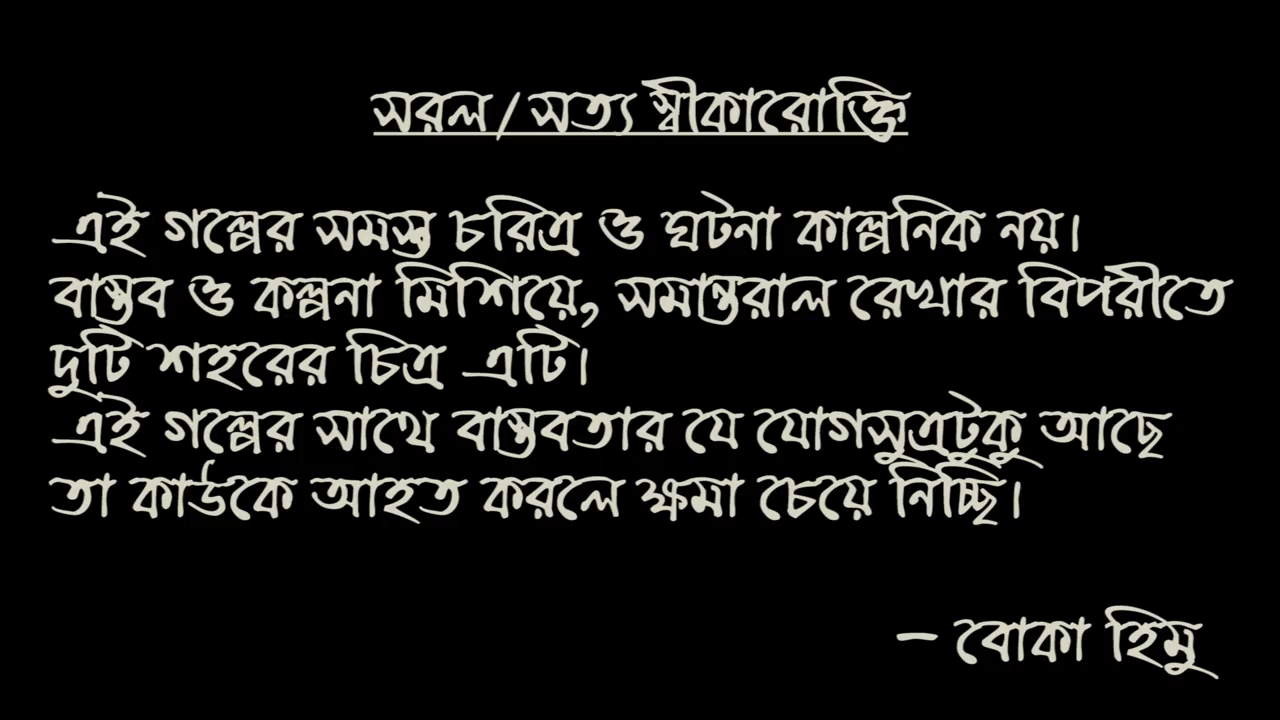 সরল/সত্য স্বীকারোক্তি
এই গল্পের সমস্ত চরিত্র ও ঘটনা কাল্পনিক নয়।
বাস্তব ও কল্পনা মিশিয়ে, সমান্তরাল রেখার বিপরীতে
দুটি শহরের চিত্র এটি।
এই গল্পের সাথে বাস্তবতার যে যোগসুত্রটুকু আছে
তা কাউকে আহত করলে ক্ষমা চেয়ে নিচ্ছি।
– বোকা হিমু